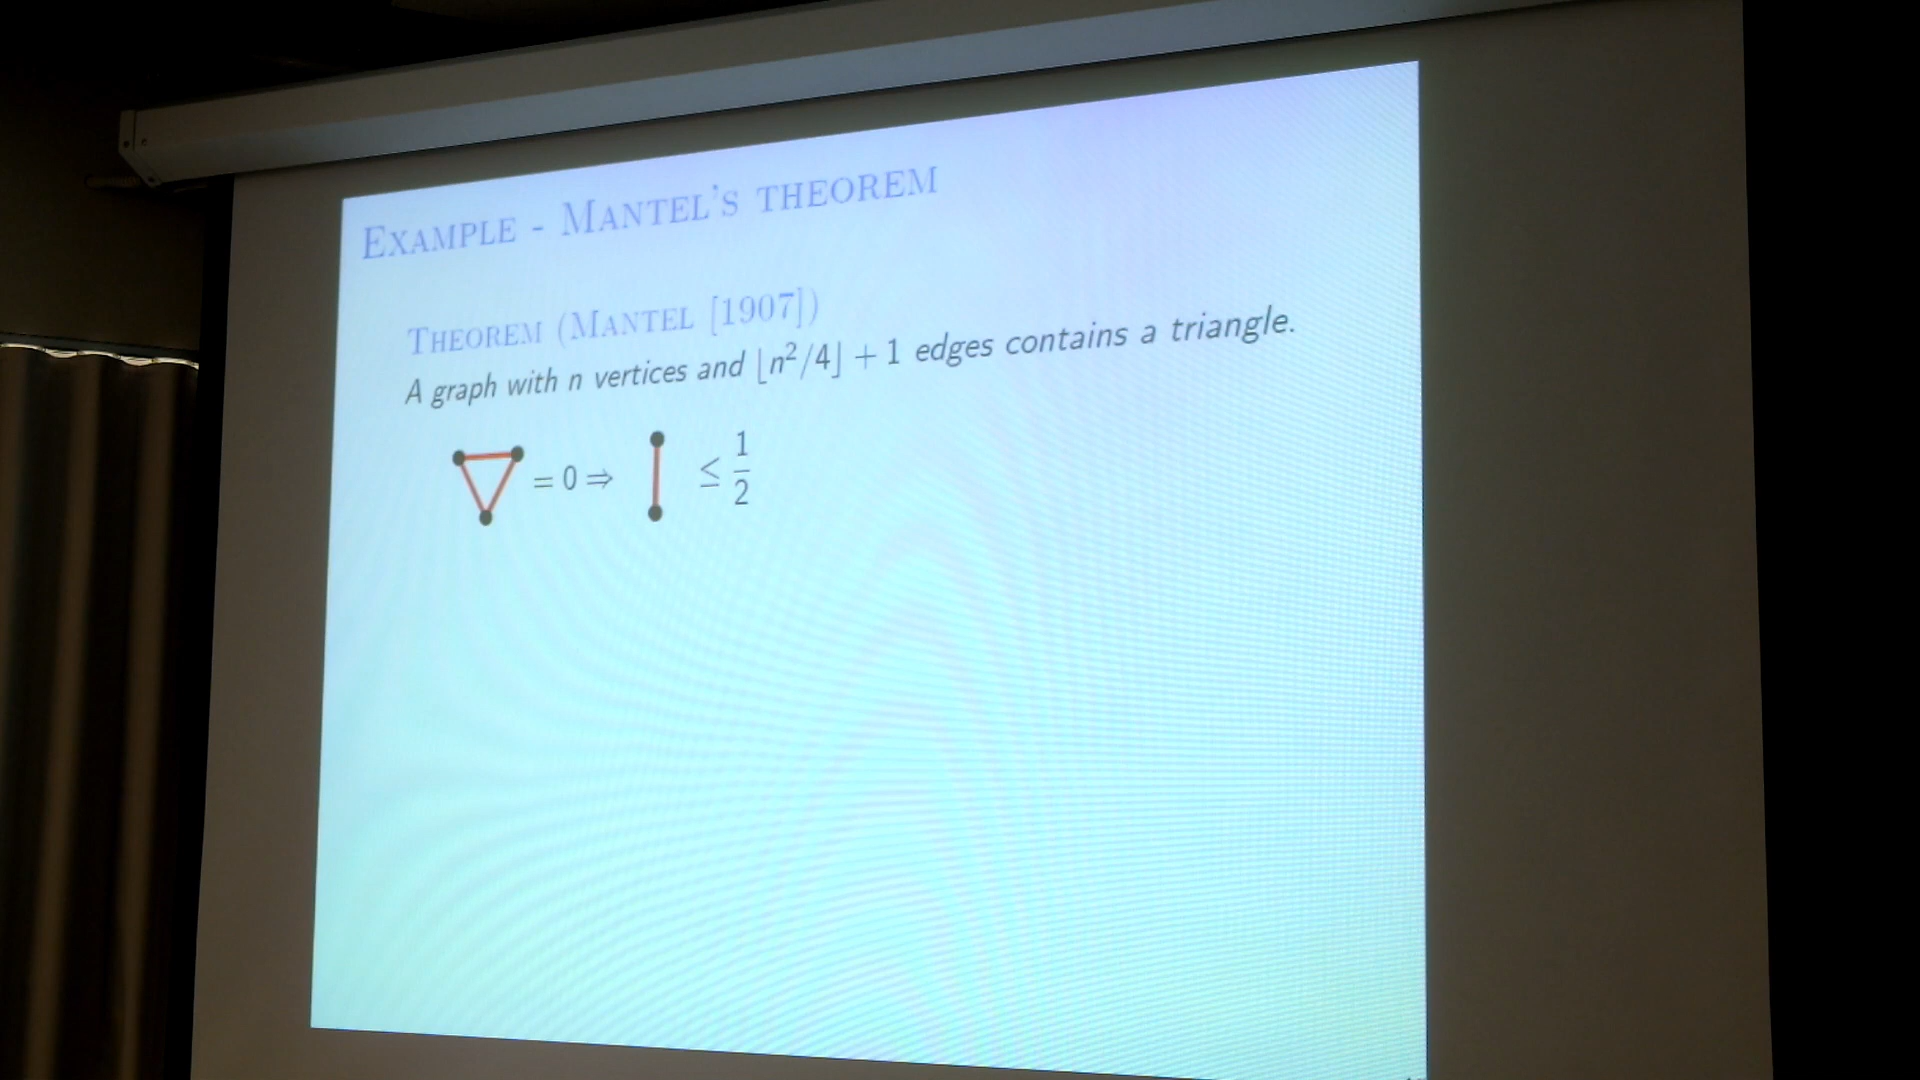 EXAMPLE - MANTEL'S THEOREM
THEOREM (MANTEL [1907])
A graph with n vertices and ⌊n²/4⌋ + 1 edges contains a triangle.
= 0 ⇒ ≤ 1/2